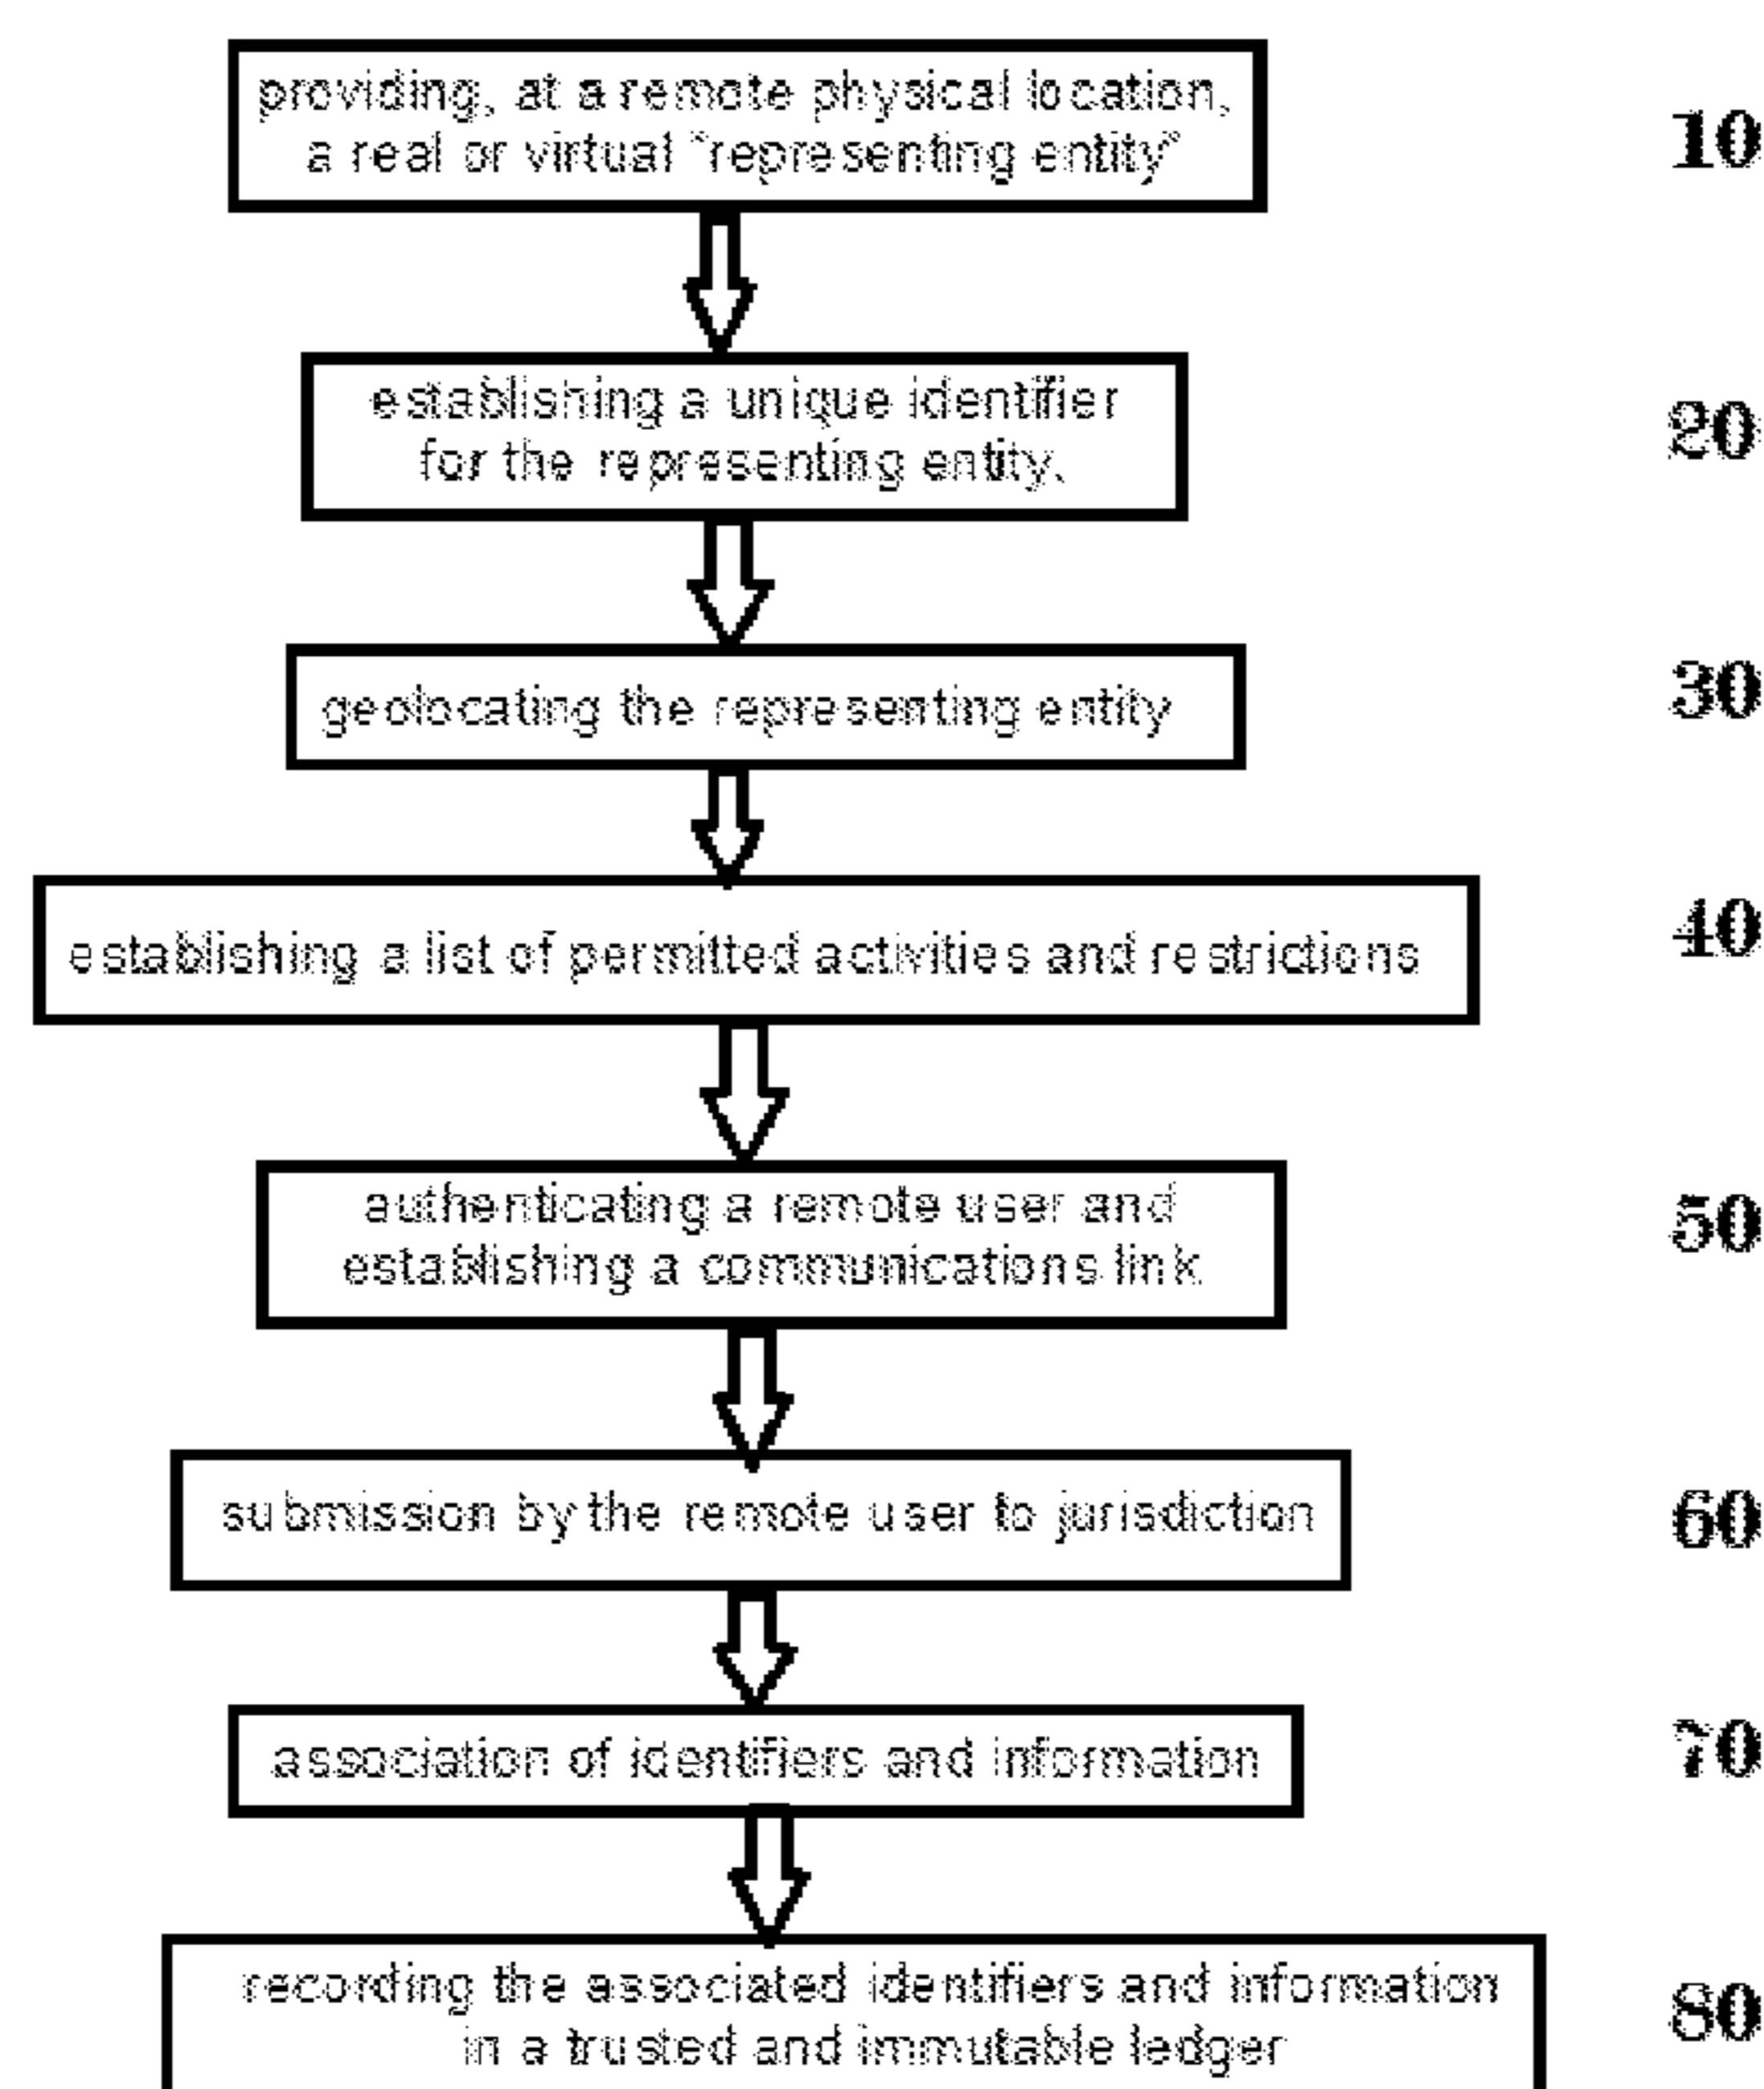 providing, at a remote physical location,
a real or virtual "representing entity"
10
establishing a unique identifier
for the representing entity,
20
geolocating the representing entity
30
establishing a list of permitted activities and restrictions
40
authenticating a remote user and
establishing a communications link
50
submission by the remote user to jurisdiction
60
association of identifiers and information
70
recording the associated identifiers and information
in a trusted and immutable ledger
80